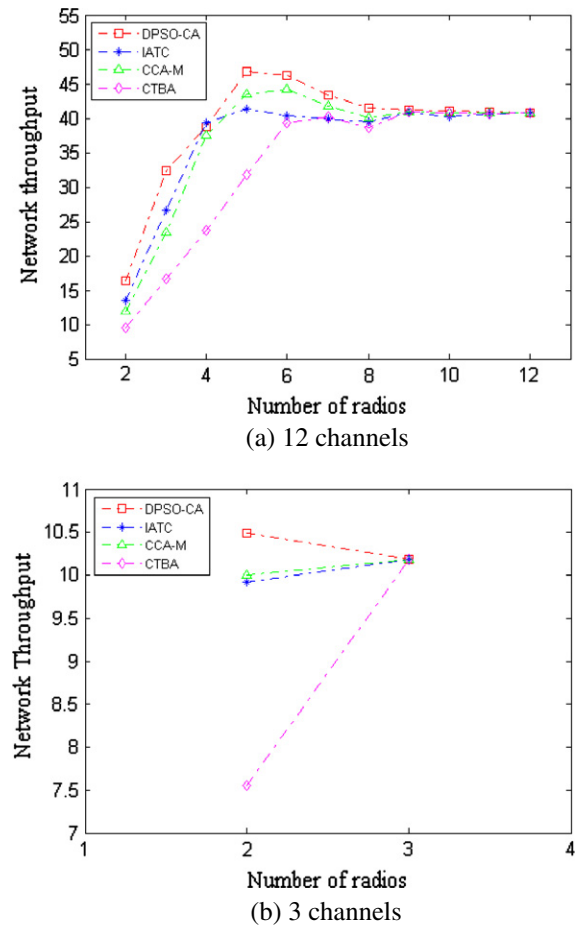 55
50
45
40
35
30
25
20
15
10
5
Network throughput
DPSO-CA
IATC
CCA-M
CTBA
2 4 6 8 10 12
Number of radios
(a) 12 channels
11
10.5
10
9.5
9
8.5
8
7.5
7
Network Throughput
DPSO-CA
IATC
CCA-M
CTBA
1 2 3 4
Number of radios
(b) 3 channels